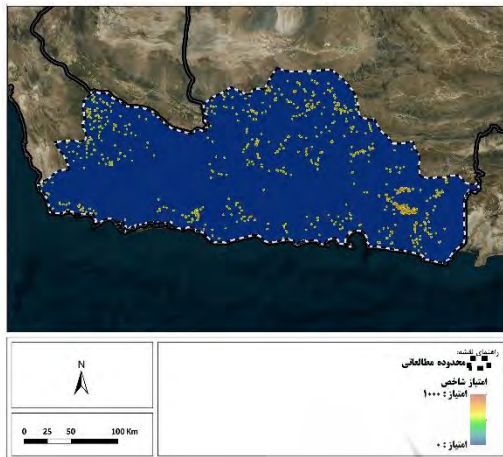 N
0 25 50 100 Km
راهنمای نقشه:
محدوده مطالعاتی
امتیاز شاخص
امتیاز : ۱۰۰۰
امتیاز : ۰